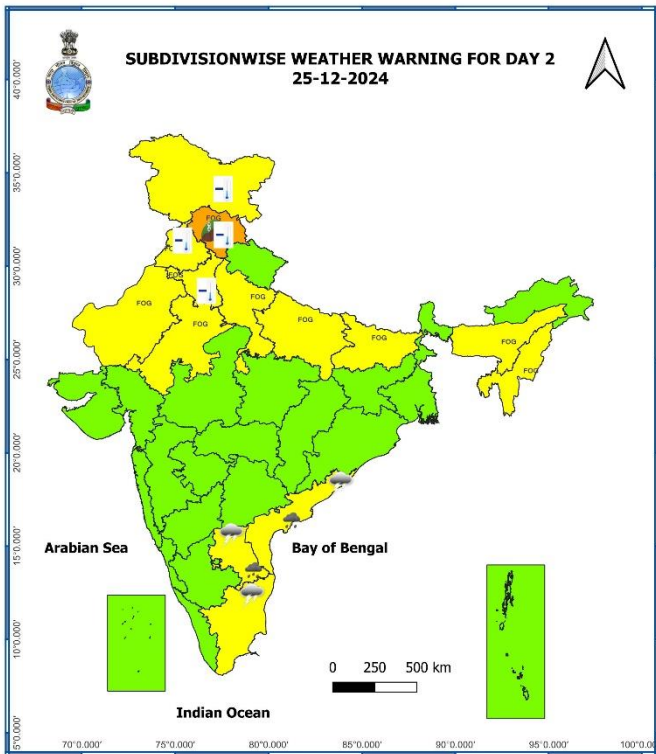 SUBDIVISIONWISE WEATHER WARNING FOR DAY 2
25-12-2024
40°0.000'
35°0.000'
30°0.000'
25°0.000'
20°0.000'
15°0.000'
10°0.000'
5°0.000'
FOG
FOG
FOG
FOG
FOG
FOG
FOG
FOG
FOG
Arabian Sea
Bay of Bengal
0 250 500 km
Indian Ocean
70°0.000' 75°0.000' 80°0.000' 85°0.000' 90°0.000' 95°0.000' 100°0.00